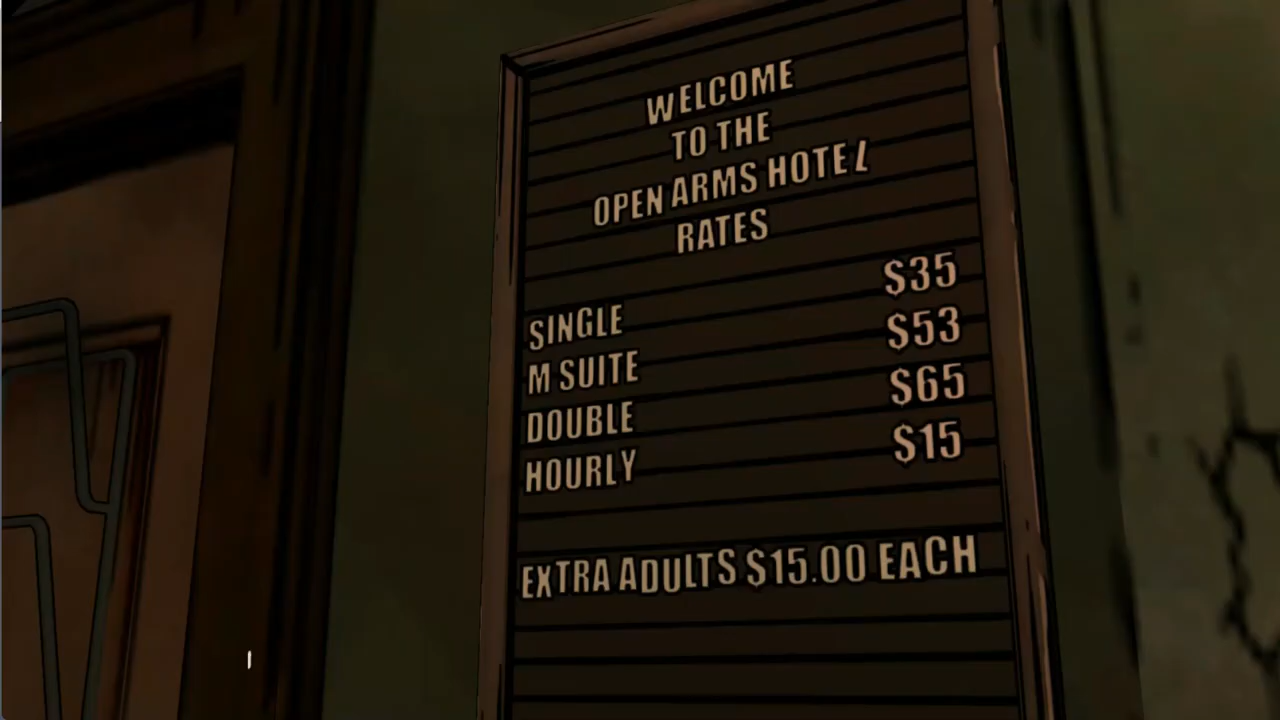 WELCOME
TO THE
OPEN ARMS HOTEL
RATES
SINGLE $35
M SUITE $53
DOUBLE $65
HOURLY $15
EXTRA ADULTS $15.00 EACH